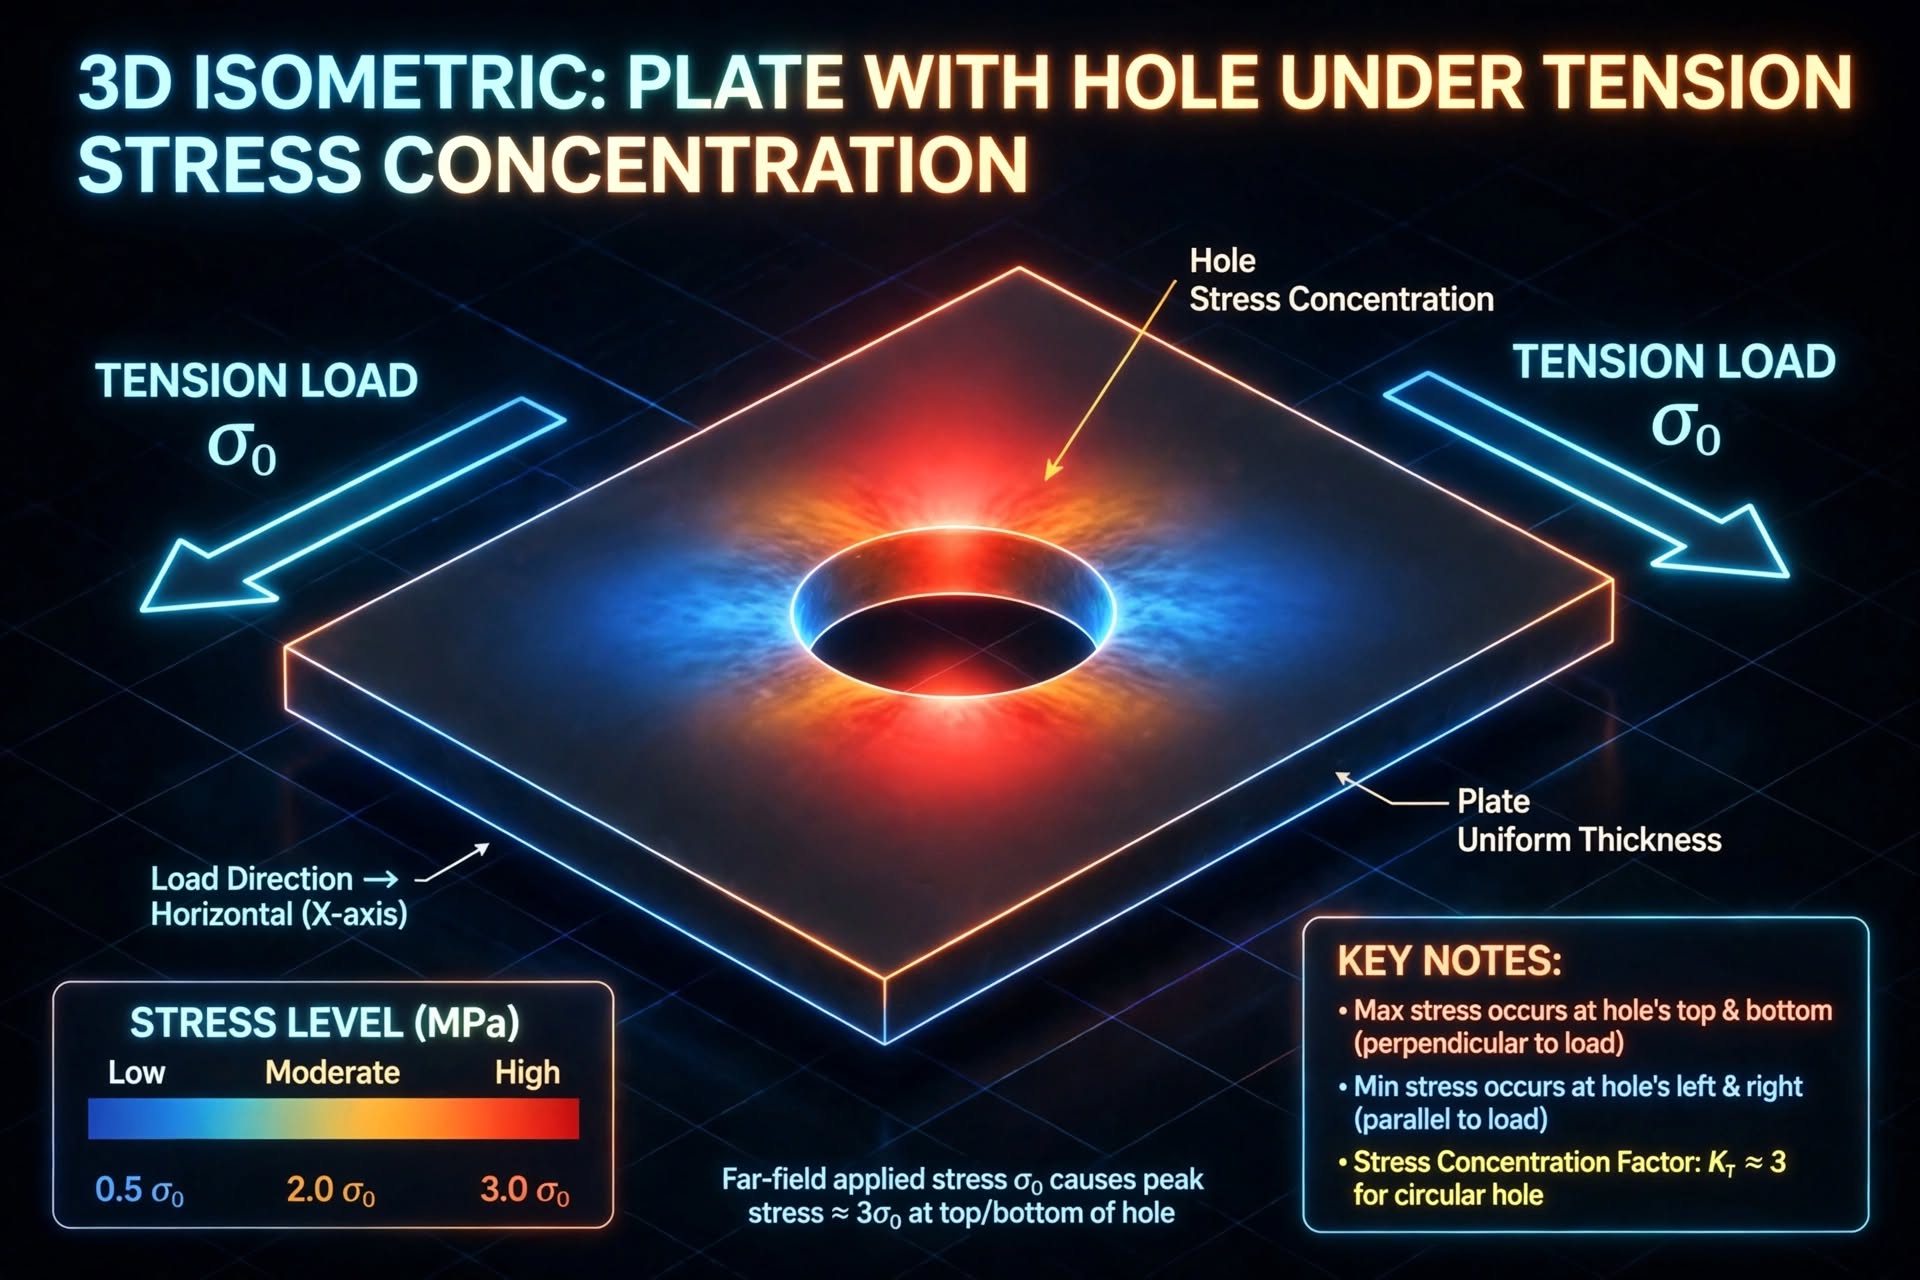 3D ISOMETRIC: PLATE WITH HOLE UNDER TENSION
STRESS CONCENTRATION
Hole
Stress Concentration
TENSION LOAD
σ₀
TENSION LOAD
σ₀
Plate
Uniform Thickness
Load Direction →
Horizontal (X-axis)
STRESS LEVEL (MPa)
Low Moderate High
0.5 σ₀ 2.0 σ₀ 3.0 σ₀
Far-field applied stress σ₀ causes peak
stress ≈ 3σ₀ at top/bottom of hole
KEY NOTES:
• Max stress occurs at hole's top & bottom
(perpendicular to load)
• Min stress occurs at hole's left & right
(parallel to load)
• Stress Concentration Factor: K_T ≈ 3
for circular hole